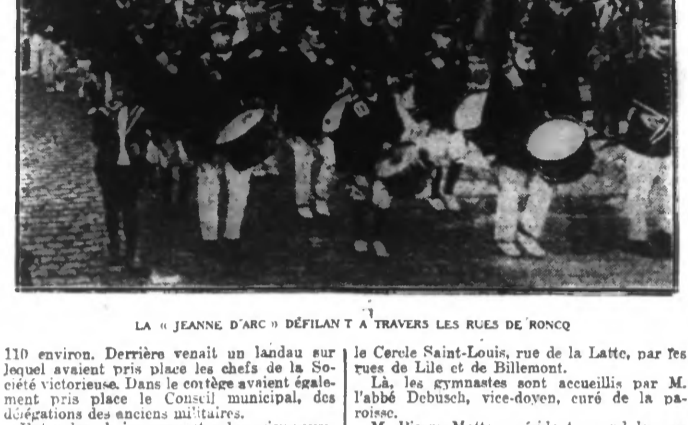 LA « JEANNE D'ARC » DÉFILANT A TRAVERS LES RUES DE RONCQ
110 environ. Derrière venait un landau sur
lequel avaient pris place les chefs de la So-
ciété victorieuse. Dans le cortège avaient égale-
ment pris place le Conseil municipal, des
délégations des anciens militaires.
le Cercle Saint-Louis, rue de la Latte, par les
rues de Lile et de Billemont.
Là, les gymnastes sont accueillis par M.
l'abbé Debusch, vice-doyen, curé de la pa-
roisse.